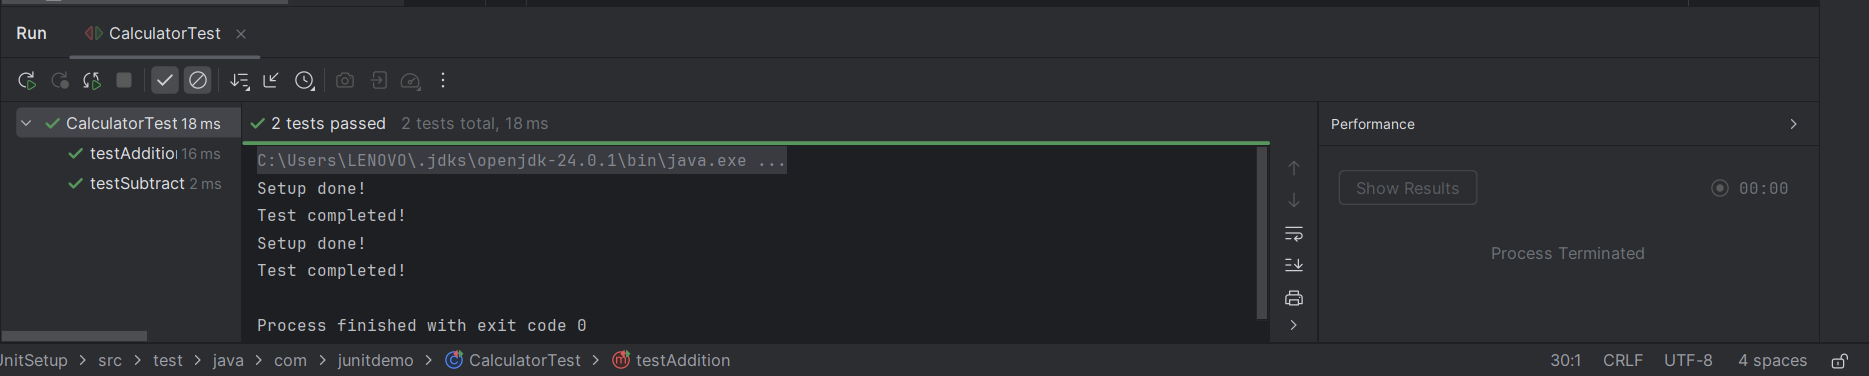 Run CalculatorTest
CalculatorTest 18 ms
testAddition 16 ms
testSubtract 2 ms
2 tests passed 2 tests total, 18 ms
C:\Users\LENOVO\.jdks\openjdk-24.0.1\bin\java.exe ...
Setup done!
Test completed!
Setup done!
Test completed!
Process finished with exit code 0
Performance
Show Results 00:00
Process Terminated
UnitSetup > src > test > java > com > junitdemo > CalculatorTest > testAddition 30:1 CRLF UTF-8 4 spaces